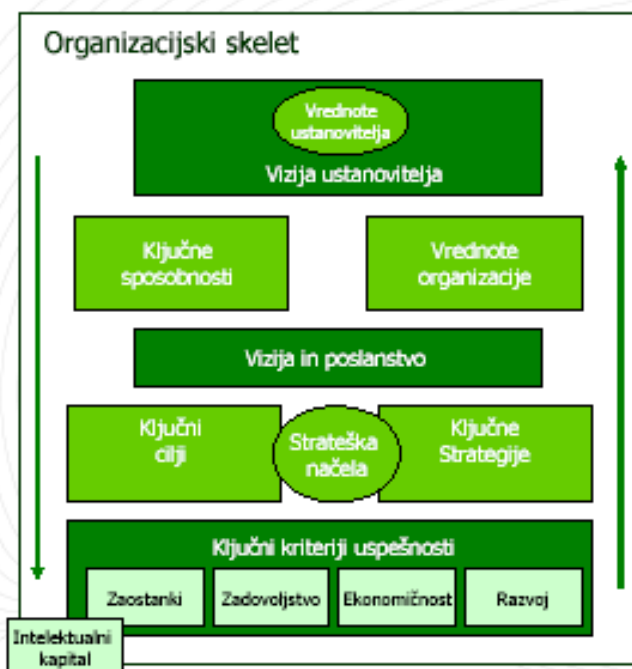 Organizacijski skelet
Vrednote
ustanovitelja
Vizija ustanovitelja
Ključne
sposobnosti
Vrednote
organizacije
Vizija in poslanstvo
Ključni
cilji
Strateška
načela
Ključne
Strategije
Ključni kriteriji uspešnosti
Zaostanki
Zadovoljstvo
Ekonomičnost
Razvoj
Intelektualni
kapital